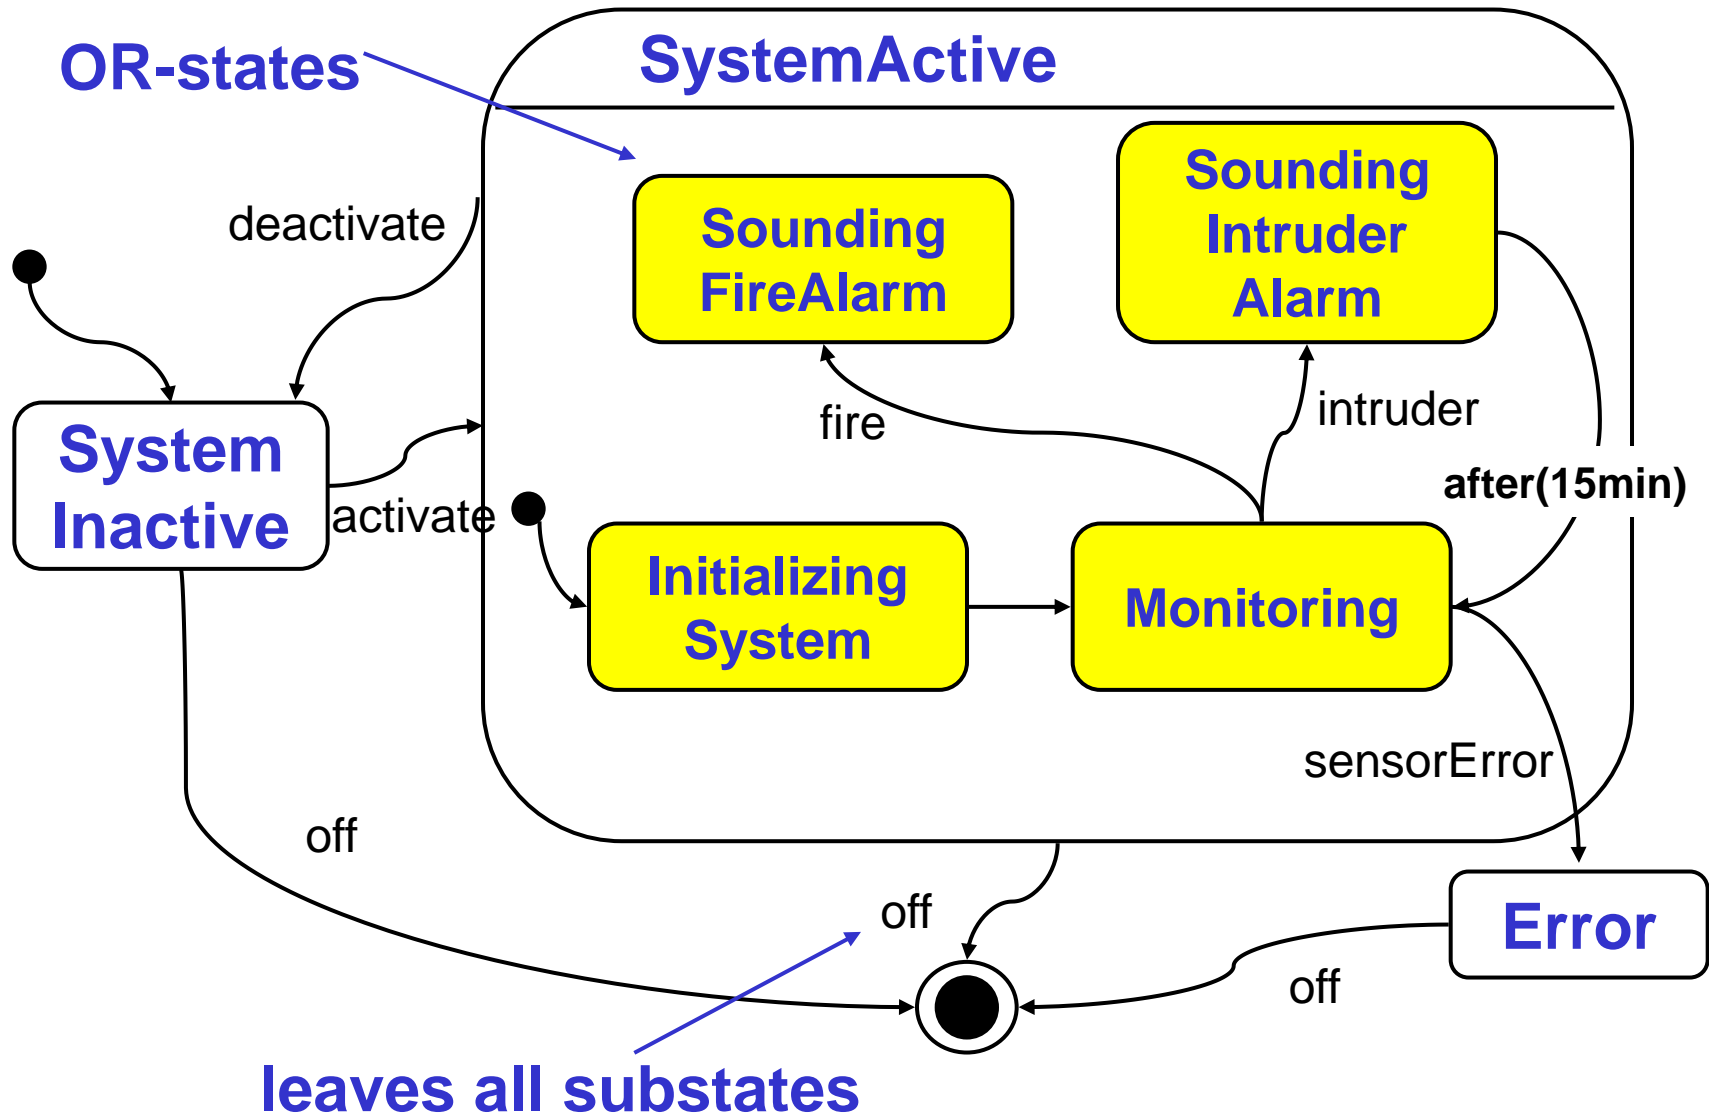 SystemActive
OR-states
Sounding
Intruder
Alarm
Sounding
FireAlarm
deactivate
fire
intruder
System
Inactive
activate
after(15min)
Initializing
System
Monitoring
sensorError
off
off
Error
off
leaves all substates